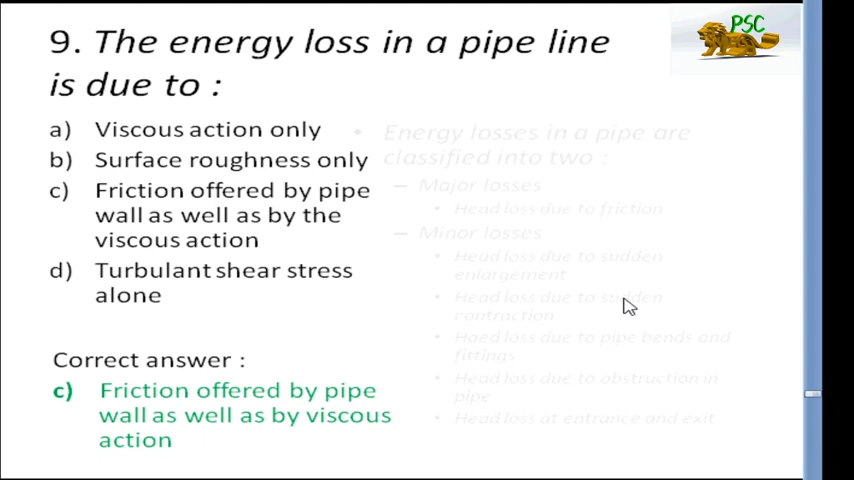 PSC
9. The energy loss in a pipe line
is due to :
a) Viscous action only
b) Surface roughness only
c) Friction offered by pipe
wall as well as by the
viscous action
d) Turbulant shear stress
alone
Correct answer :
c) Friction offered by pipe
wall as well as by viscous
action
• Energy losses in a pipe are
classified into two :
– Major losses
• Head loss due to friction
– Minor losses
• Head loss due to sudden
enlargement
• Head loss due to sudden
contraction
• Haed loss due to pipe bends and
fittings
• Head loss due to obstruction in
pipe
• Head loss at entrance and exit